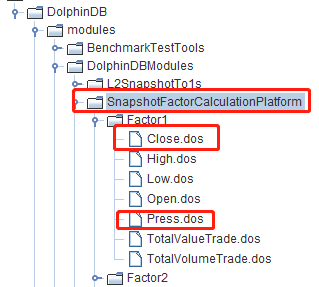 DolphinDB
modules
BenchmarkTestTools
DolphinDBModules
L2SnapshotTo1s
SnapshotFactorCalculationPlatform
Factor1
Close.dos
High.dos
Low.dos
Open.dos
Press.dos
TotalValueTrade.dos
TotalVolumeTrade.dos
Factor2